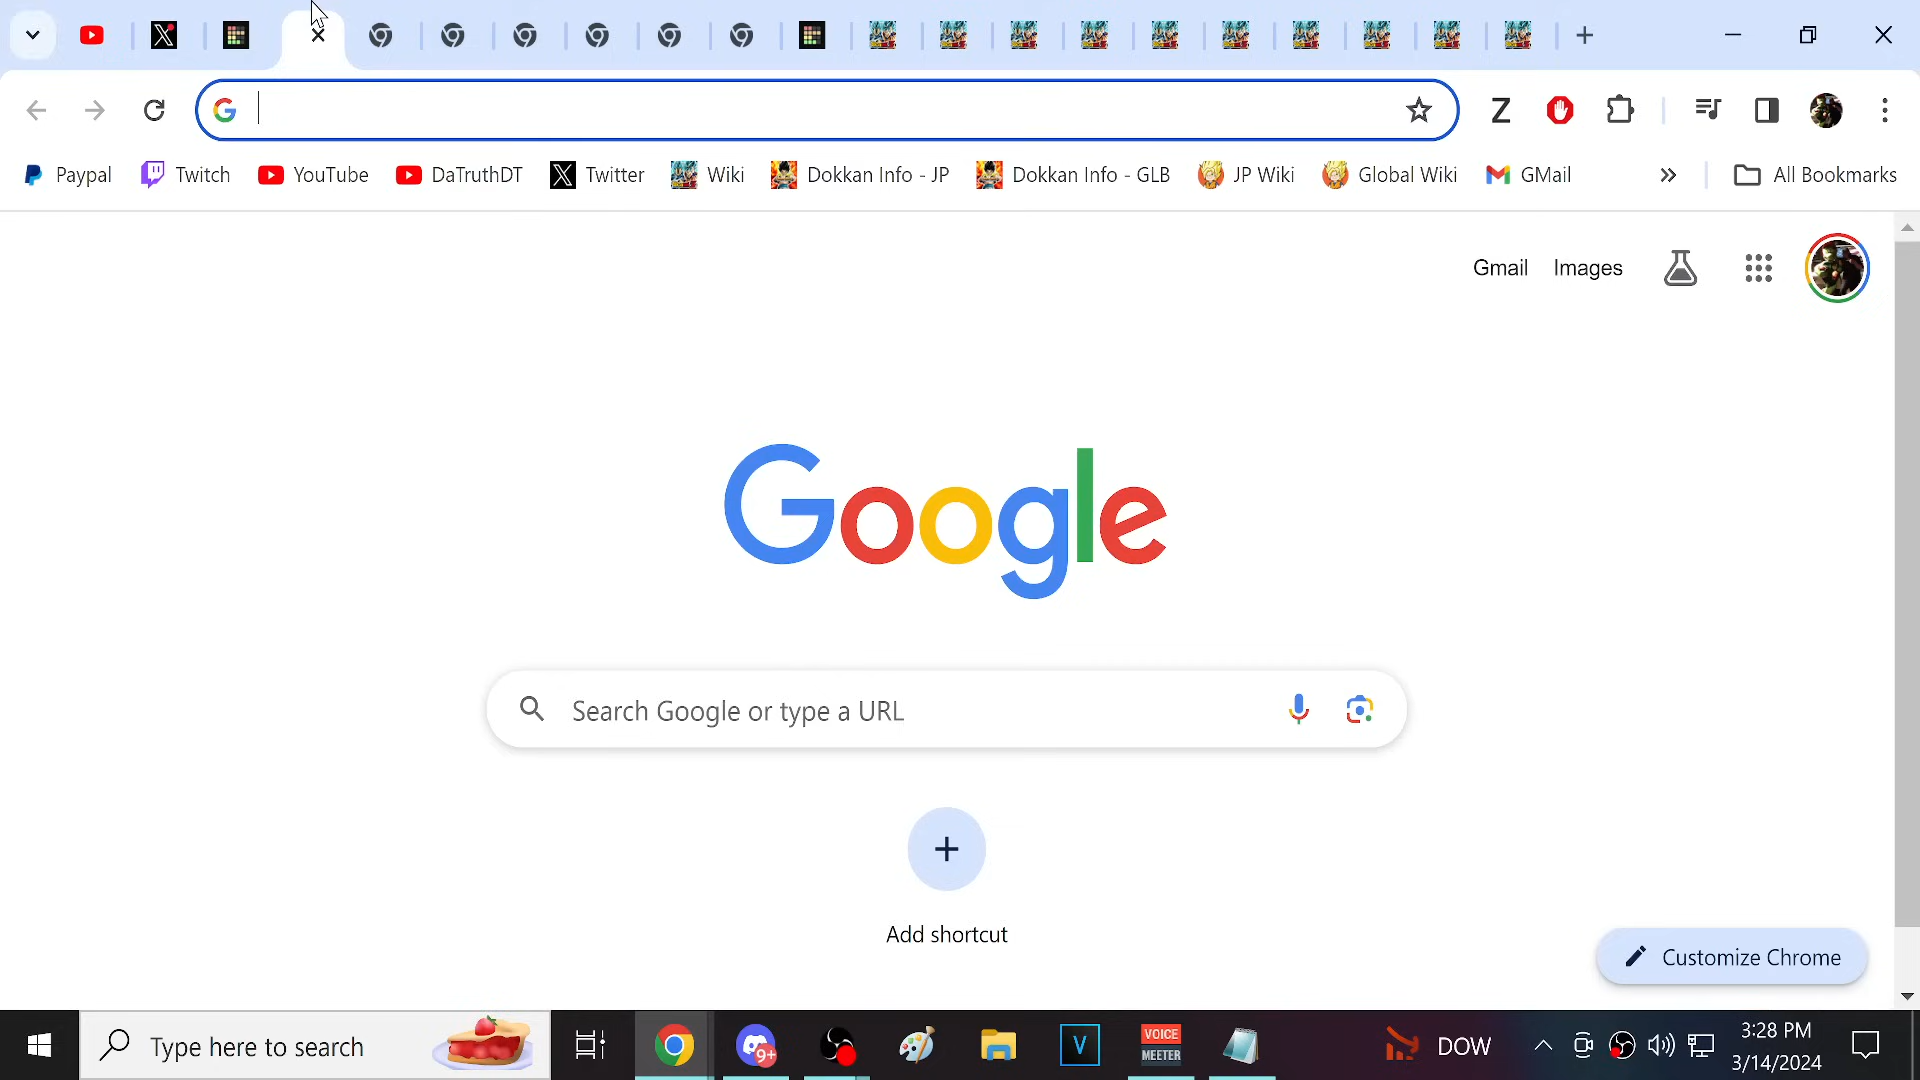 Paypal Twitch YouTube DaTruthDT Twitter Wiki Dokkan Info - JP Dokkan Info - GLB JP Wiki Global Wiki GMail » All Bookmarks
Gmail Images
Google
Search Google or type a URL
Add shortcut
Customize Chrome
Type here to search 9+ V VOICE MEETER DOW 3:28 PM
3/14/2024